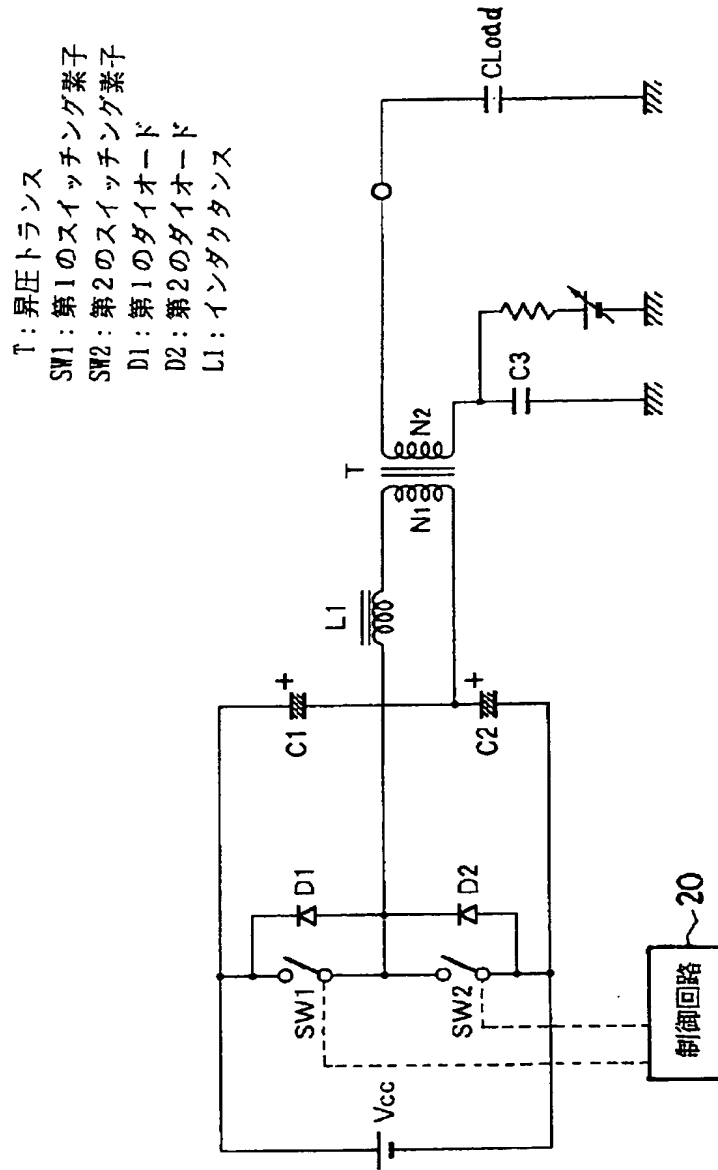 T：昇圧トランス
SW1：第1のスイッチング素子
SW2：第2のスイッチング素子
D1：第1のダイオード
D2：第2のダイオード
L1：インダクタンス
Vcc
SW1
SW2
D1
D2
C1
+
C2
+
L1
T
N1
N2
C3
CLoad
制御回路
20